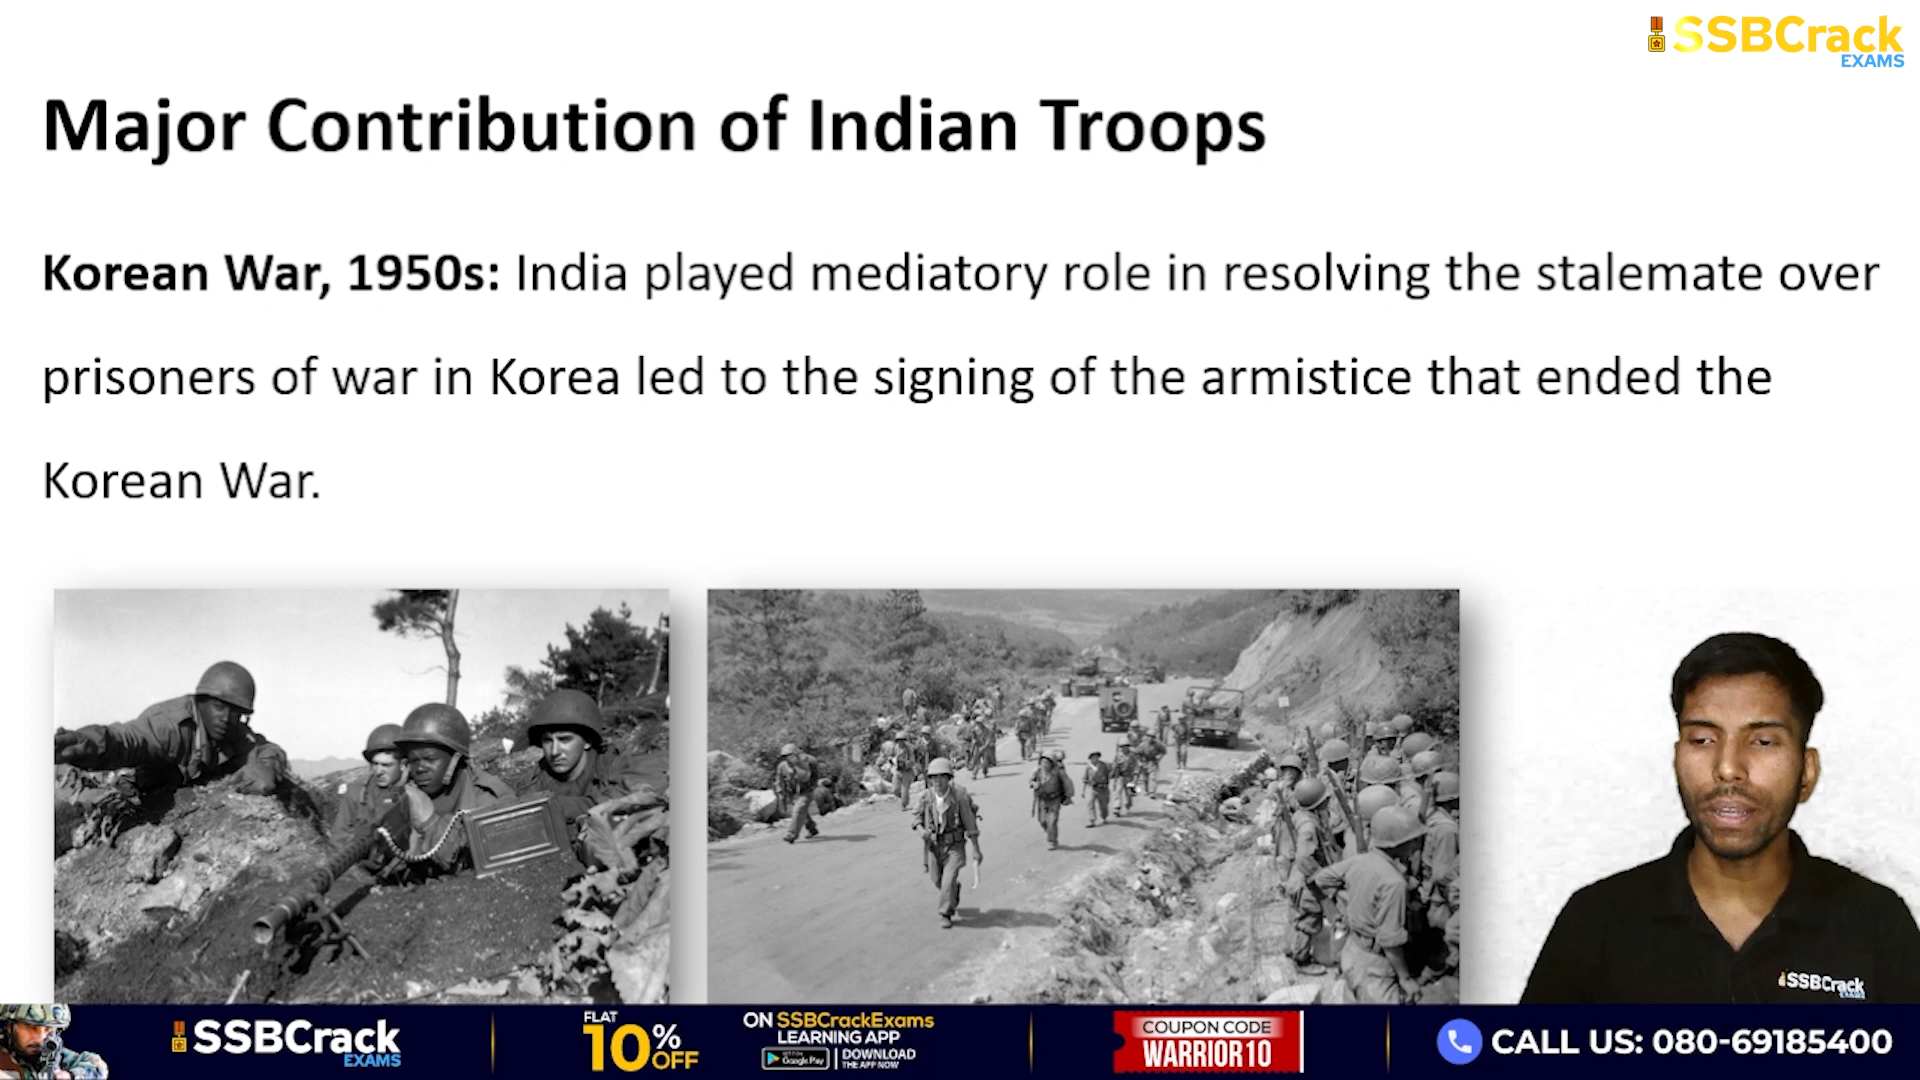 SSBCrack
EXAMS
Major Contribution of Indian Troops
Korean War, 1950s: India played mediatory role in resolving the stalemate over
prisoners of war in Korea led to the signing of the armistice that ended the
Korean War.
SSBCrack
EXAMS
SSBCrack
EXAMS
FLAT
10% OFF
ON SSBCrackExams
LEARNING APP
Google Play
DOWNLOAD
THE APP NOW
COUPON CODE
WARRIOR10
CALL US: 080-69185400